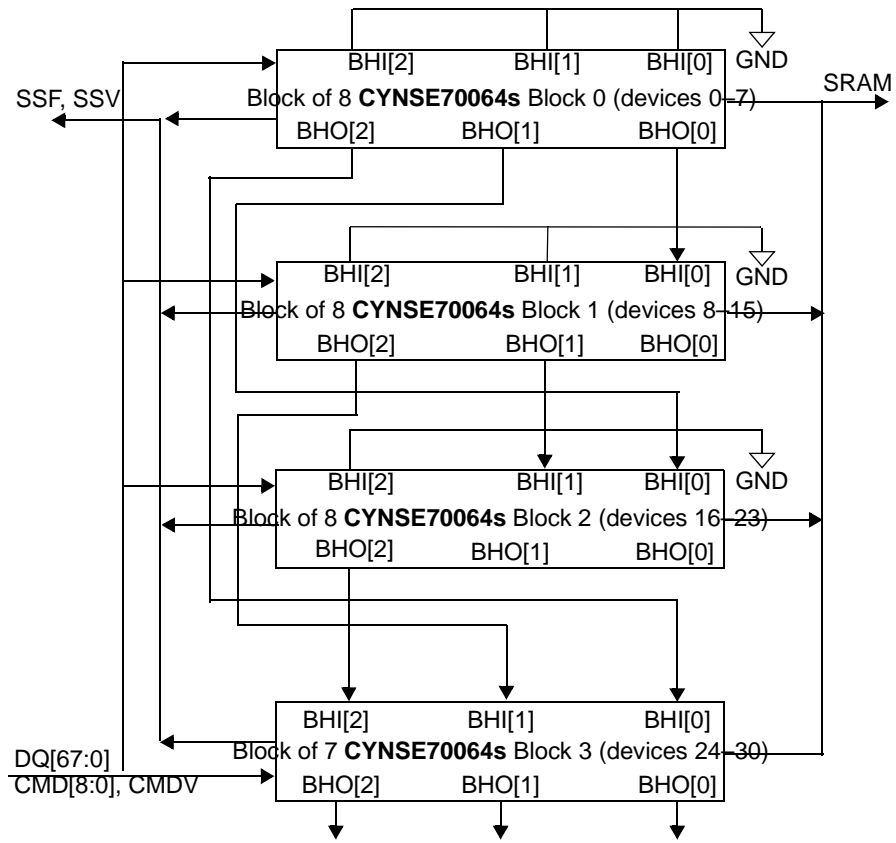 BHI[2] BHI[1] BHI[0] GND
SSF, SSV Block of 8 CYNSE70064s Block 0 (devices 0–7) SRAM
BHO[2] BHO[1] BHO[0]
BHI[2] BHI[1] BHI[0] GND
Block of 8 CYNSE70064s Block 1 (devices 8–15)
BHO[2] BHO[1] BHO[0]
BHI[2] BHI[1] BHI[0] GND
Block of 8 CYNSE70064s Block 2 (devices 16–23)
BHO[2] BHO[1] BHO[0]
BHI[2] BHI[1] BHI[0]
Block of 7 CYNSE70064s Block 3 (devices 24–30)
DQ[67:0]
CMD[8:0], CMDV BHO[2] BHO[1] BHO[0]